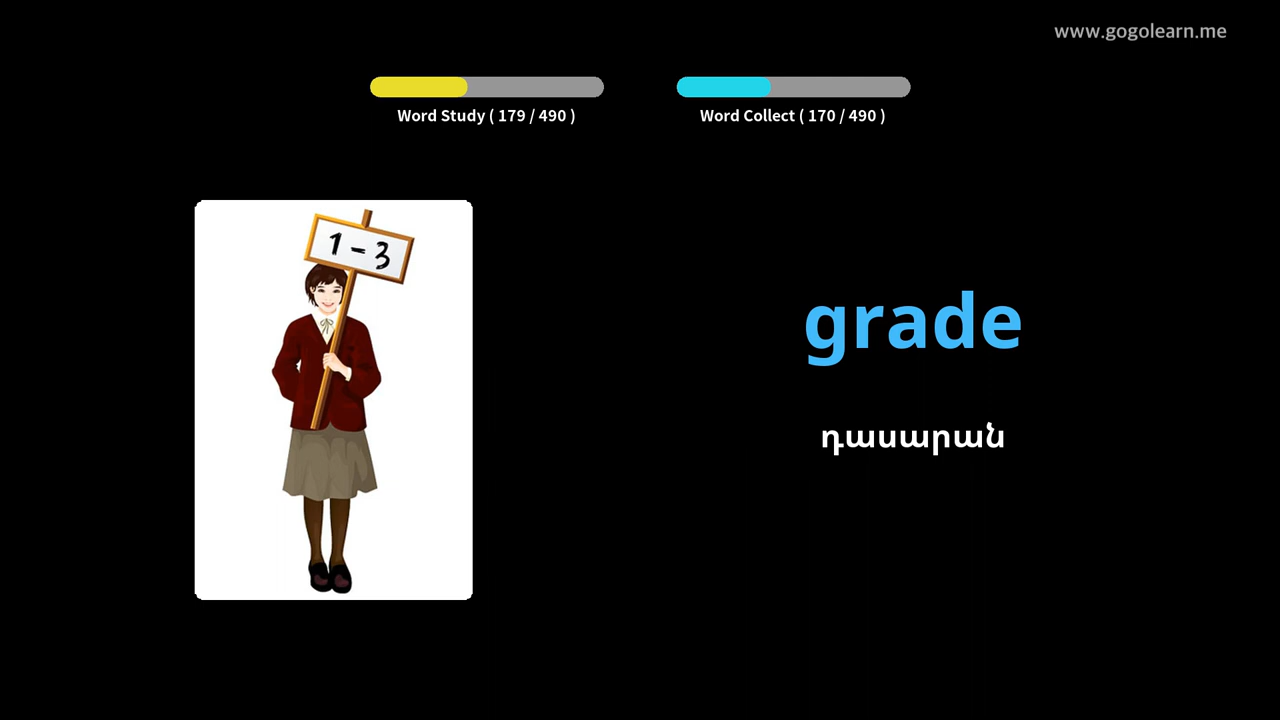 www.gogolearn.me
Word Study ( 179 / 490 )
Word Collect ( 170 / 490 )
1 - 3
grade
դասարան